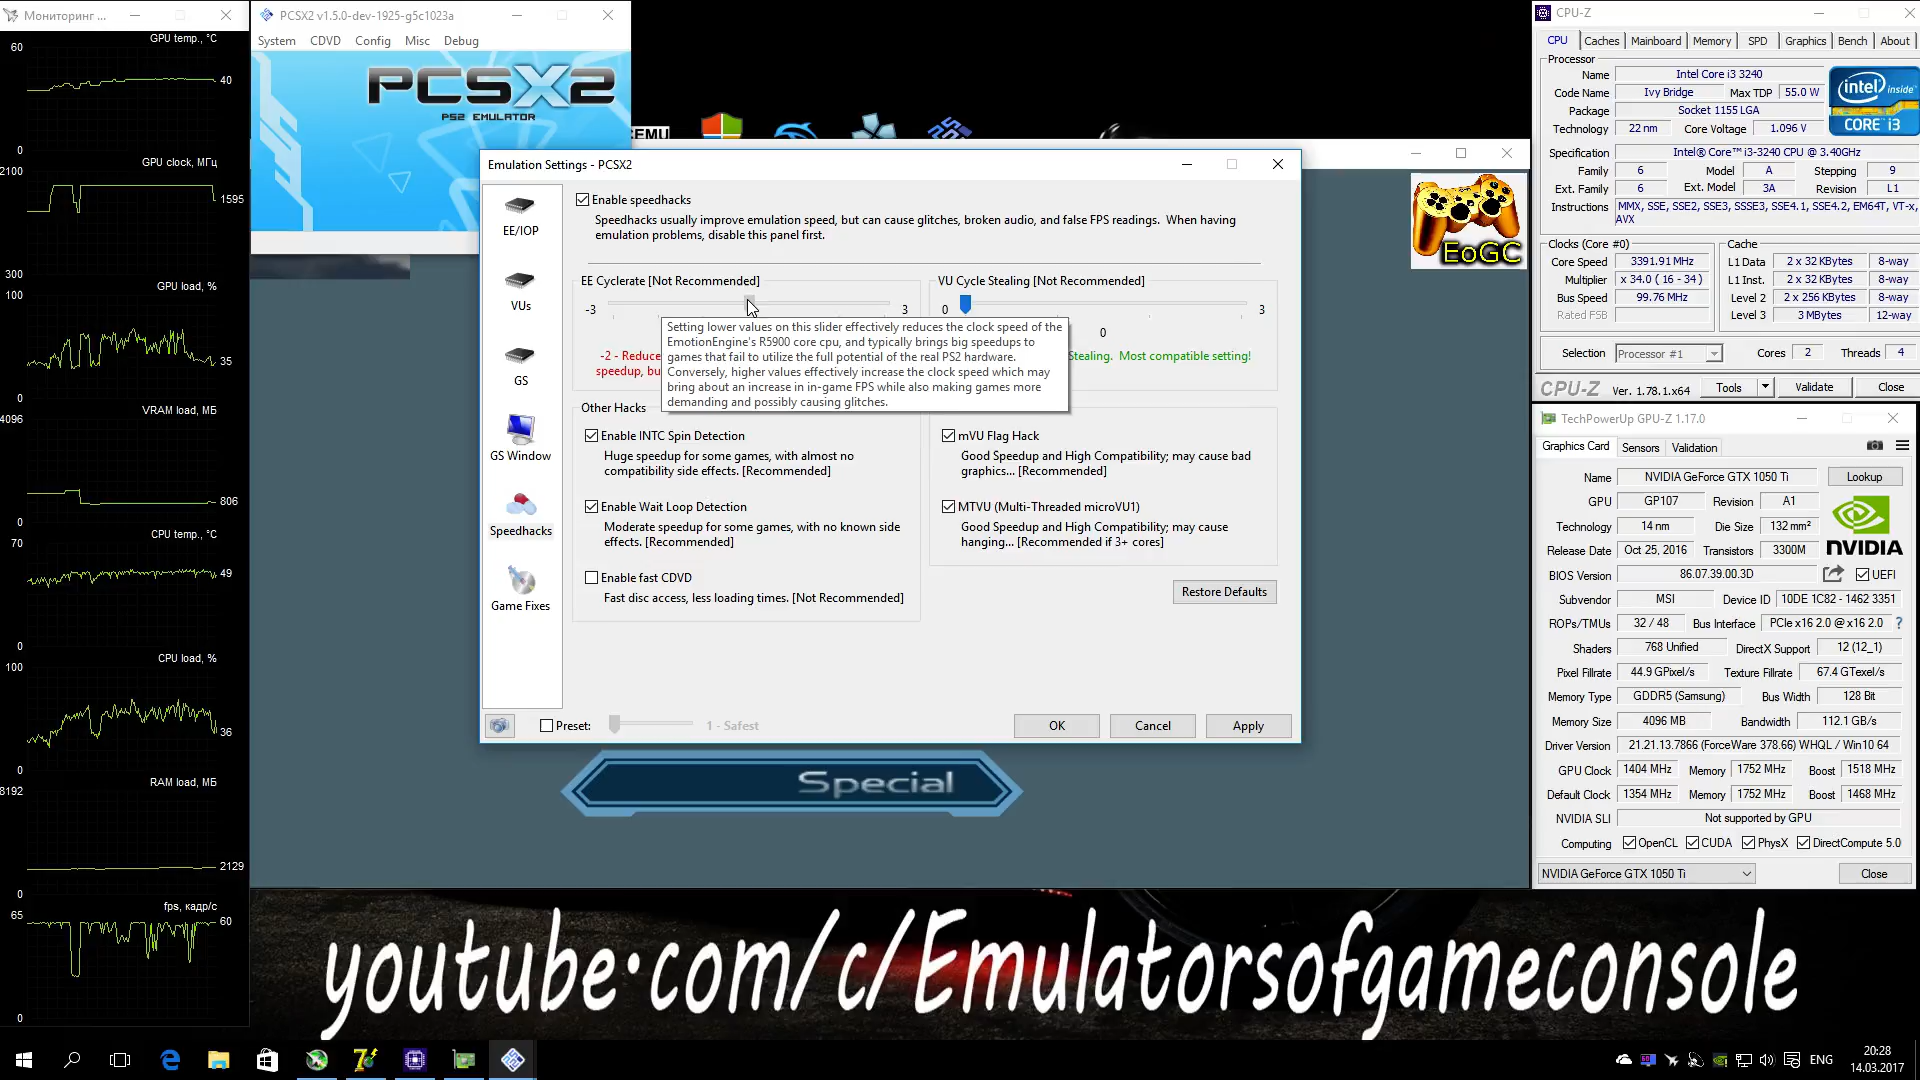 Мониторинг ...
GPU temp., °C
60
40
0
GPU clock, МГц
2100
1595
300
GPU load, %
100
35
0
VRAM load, МБ
4096
806
0
CPU temp., °C
70
49
0
CPU load, %
100
36
0
RAM load, МБ
8192
2129
0
fps, кадр/с
65
60
0
PCSX2 v1.5.0-dev-1925-g5c1023a
System CDVD Config Misc Debug
PCSX2
PS2 EMULATOR
CEMU
EoGC
Emulation Settings - PCSX2
EE/IOP
VUs
GS
GS Window
Speedhacks
Game Fixes
Enable speedhacks
Speedhacks usually improve emulation speed, but can cause glitches, broken audio, and false FPS readings. When having
emulation problems, disable this panel first.
EE Cyclerate [Not Recommended]
-3
3
-2 - Reduce
speedup, bu
Setting lower values on this slider effectively reduces the clock speed of the
EmotionEngine's R5900 core cpu, and typically brings big speedups to
games that fail to utilize the full potential of the real PS2 hardware.
Conversely, higher values effectively increase the clock speed which may
bring about an increase in in-game FPS while also making games more
demanding and possibly causing glitches.
VU Cycle Stealing [Not Recommended]
0
3
0
Stealing. Most compatible setting!
Other Hacks
Enable INTC Spin Detection
Huge speedup for some games, with almost no
compatibility side effects. [Recommended]
Enable Wait Loop Detection
Moderate speedup for some games, with no known side
effects. [Recommended]
Enable fast CDVD
Fast disc access, less loading times. [Not Recommended]
mVU Flag Hack
Good Speedup and High Compatibility; may cause bad
graphics... [Recommended]
MTVU (Multi-Threaded microVU1)
Good Speedup and High Compatibility; may cause
hanging... [Recommended if 3+ cores]
Restore Defaults
Preset: 1 - Safest
OK Cancel Apply
Special
CPU-Z
CPU Caches Mainboard Memory SPD Graphics Bench About
Processor
Name Intel Core i3 3240
Code Name Ivy Bridge Max TDP 55.0 W
Package Socket 1155 LGA
Technology 22 nm Core Voltage 1.096 V
intel inside™
CORE i3
Specification Intel® Core™ i3-3240 CPU @ 3.40GHz
Family 6 Model A Stepping 9
Ext. Family 6 Ext. Model 3A Revision L1
Instructions MMX, SSE, SSE2, SSE3, SSSE3, SSE4.1, SSE4.2, EM64T, VT-x,
AVX
Clocks (Core #0)
Core Speed 3391.91 MHz
Multiplier x 34.0 ( 16 - 34 )
Bus Speed 99.76 MHz
Rated FSB
Cache
L1 Data 2 x 32 KBytes 8-way
L1 Inst. 2 x 32 KBytes 8-way
Level 2 2 x 256 KBytes 8-way
Level 3 3 MBytes 12-way
Selection Processor #1 Cores 2 Threads 4
CPU-Z Ver. 1.78.1.x64 Tools Validate Close
TechPowerUp GPU-Z 1.17.0
Graphics Card Sensors Validation
Name NVIDIA GeForce GTX 1050 Ti Lookup
GPU GP107 Revision A1
Technology 14 nm Die Size 132 mm²
Release Date Oct 25, 2016 Transistors 3300M
NVIDIA
BIOS Version 86.07.39.00.3D UEFI
Subvendor MSI Device ID 10DE 1C82 - 1462 3351
ROPs/TMUs 32 / 48 Bus Interface PCIe x16 2.0 @ x16 2.0 ?
Shaders 768 Unified DirectX Support 12 (12_1)
Pixel Fillrate 44.9 GPixel/s Texture Fillrate 67.4 GTexel/s
Memory Type GDDR5 (Samsung) Bus Width 128 Bit
Memory Size 4096 MB Bandwidth 112.1 GB/s
Driver Version 21.21.13.7866 (ForceWare 378.66) WHQL / Win10 64
GPU Clock 1404 MHz Memory 1752 MHz Boost 1518 MHz
Default Clock 1354 MHz Memory 1752 MHz Boost 1468 MHz
NVIDIA SLI Not supported by GPU
Computing OpenCL CUDA PhysX DirectCompute 5.0
NVIDIA GeForce GTX 1050 Ti Close
youtube.com/c/Emulatorsofgameconsole
60
ENG
20:28
14.03.2017